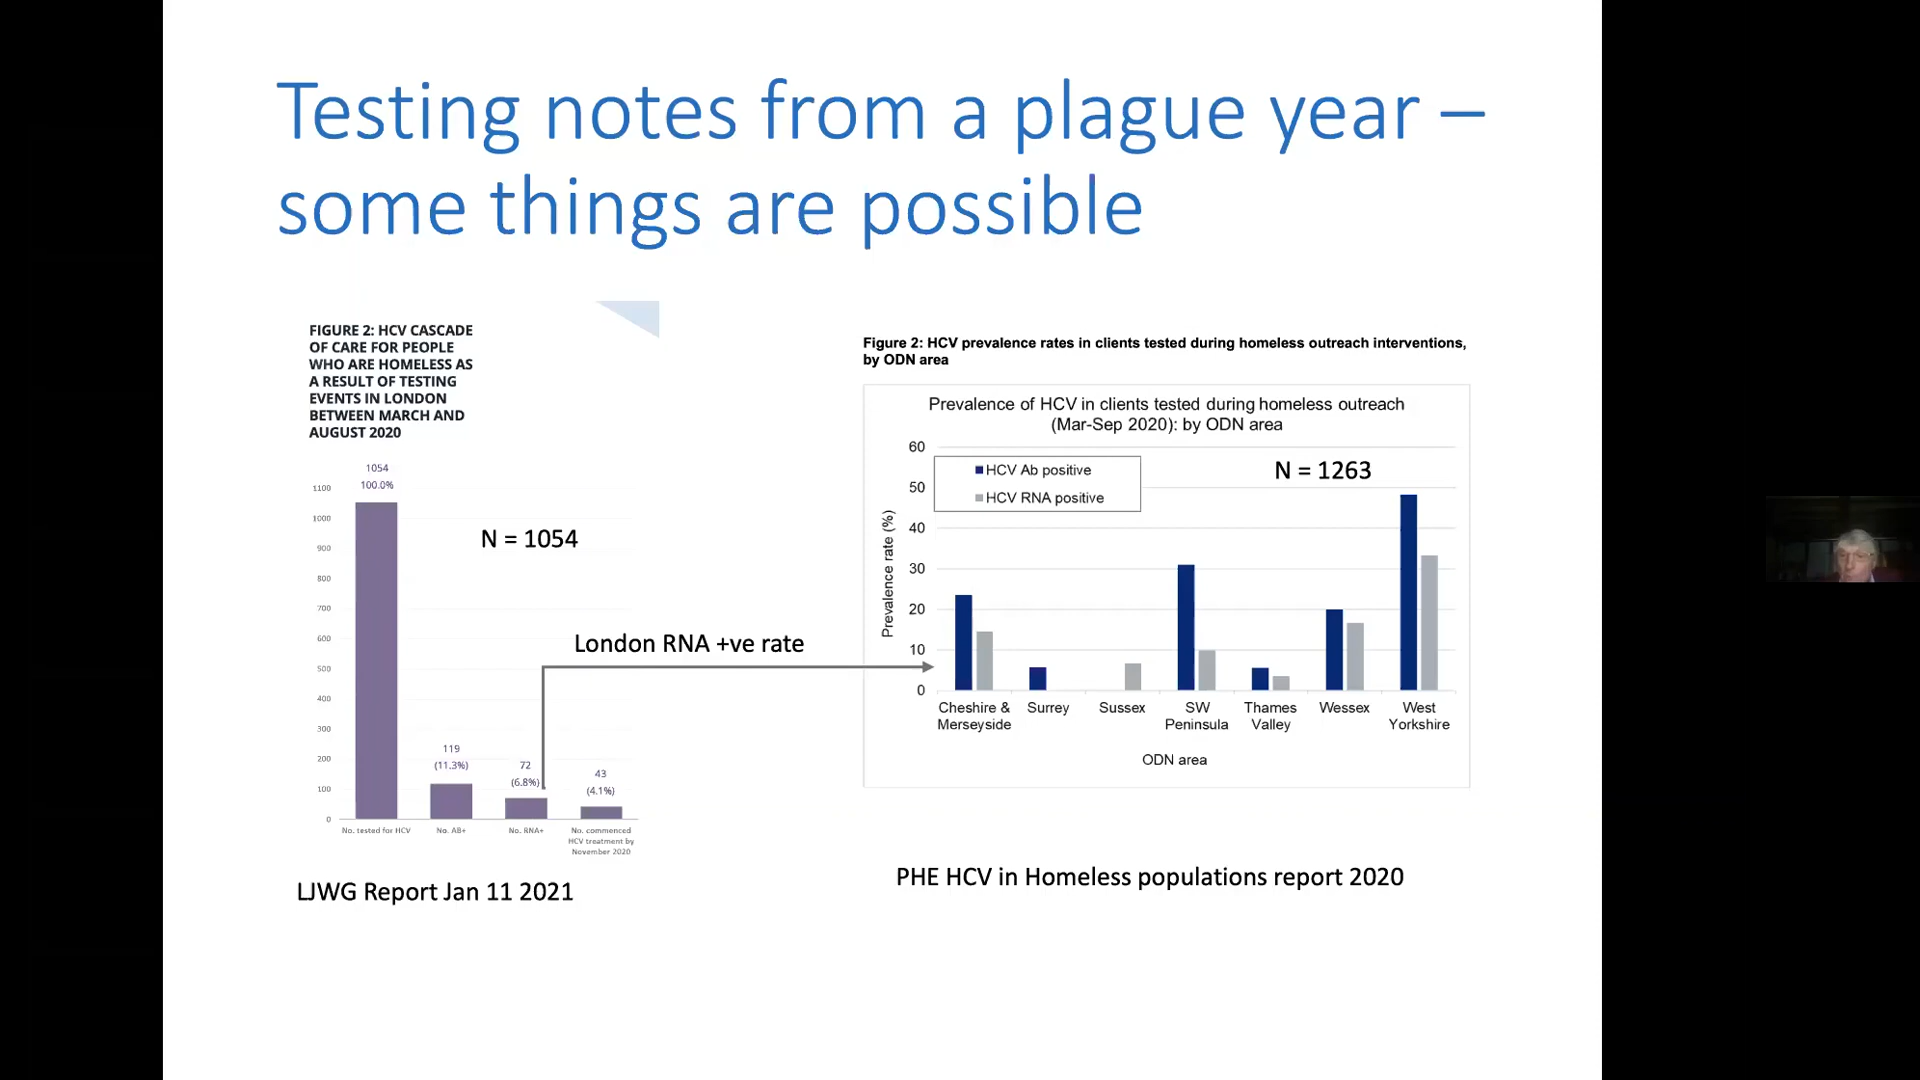 Testing notes from a plague year –
some things are possible
FIGURE 2: HCV CASCADE
OF CARE FOR PEOPLE
WHO ARE HOMELESS AS
A RESULT OF TESTING
EVENTS IN LONDON
BETWEEN MARCH AND
AUGUST 2020
1054
100.0%
1100
1000
900
800
700
600
500
400
300
200
100
0
N = 1054
119
(11.3%)
72
(6.8%)
43
(4.1%)
No. tested for HCV
No. AB+
No. RNA+
No. commenced
HCV treatment by
November 2020
LJWG Report Jan 11 2021
London RNA +ve rate
Figure 2: HCV prevalence rates in clients tested during homeless outreach interventions,
by ODN area
Prevalence of HCV in clients tested during homeless outreach
(Mar-Sep 2020): by ODN area
HCV Ab positive
HCV RNA positive
N = 1263
Prevalence rate (%)
60
50
40
30
20
10
0
Cheshire &
Merseyside
Surrey
Sussex
SW
Peninsula
Thames
Valley
Wessex
West
Yorkshire
ODN area
PHE HCV in Homeless populations report 2020